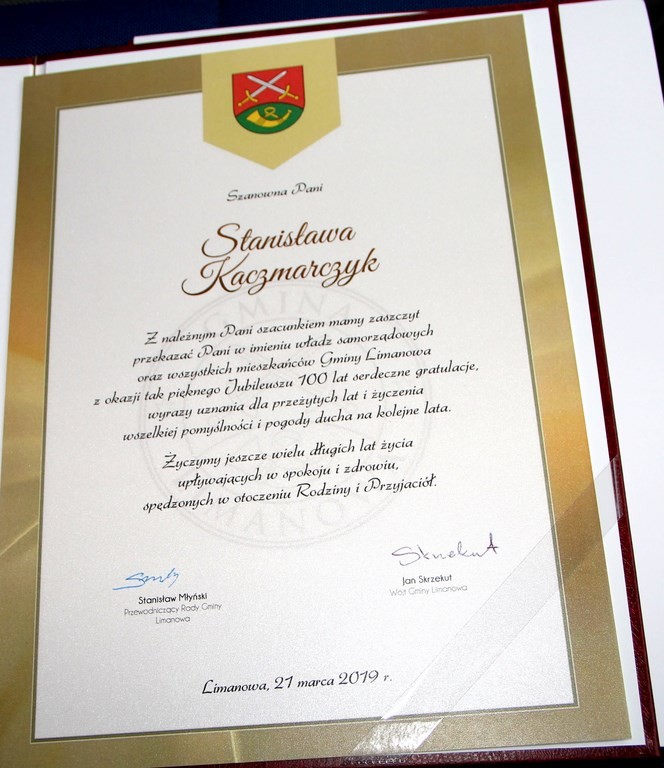 Szanowna Pani
Stanisława
Kaczmarczyk
Z należnym Pani szacunkiem mamy zaszczyt
przekazać Pani w imieniu władz samorządowych
oraz wszystkich mieszkańców Gminy Limanowa
z okazji tak pięknego Jubileuszu 100 lat serdeczne gratulacje,
wyrazy uznania dla przeżytych lat i życzenia
wszelkiej pomyślności i pogody ducha na kolejne lata.
Życzymy jeszcze wielu długich lat życia
upływających w spokoju i zdrowiu,
spędzonych w otoczeniu Rodziny i Przyjaciół.
Skrzekut
Stanisław Młyński
Przewodniczący Rady Gminy
Limanowa
Jan Skrzekut
Wójt Gminy Limanowa
Limanowa, 21 marca 2019 r.
GMINA